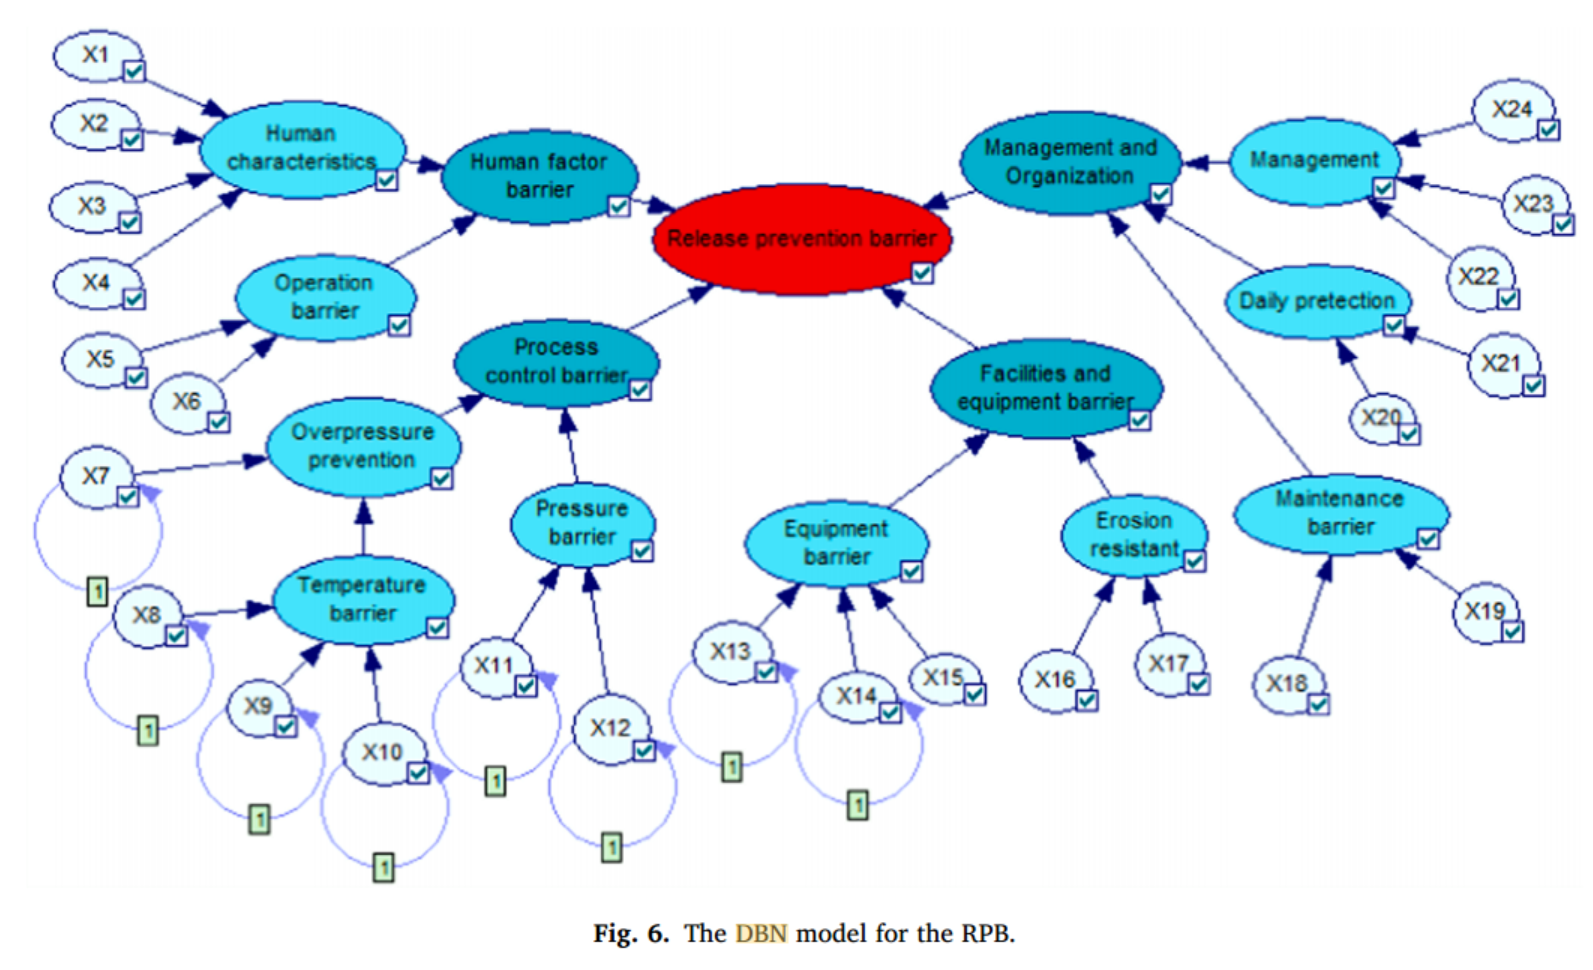 X1
X2
X3
X4
X5
X6
Human
characteristics
Human factor
barrier
Operation
barrier
Release prevention barrier
Management and
Organization
Management
X24
X23
X22
Daily pretection
X21
X20
Process
control barrier
Overpressure
prevention
X7
1
Temperature
barrier
X8
1
X9
1
X10
1
Pressure
barrier
X11
1
X12
1
Facilities and
equipment barrier
Equipment
barrier
X13
1
X14
1
X15
Erosion
resistant
X16
X17
Maintenance
barrier
X18
X19
Fig. 6. The DBN model for the RPB.